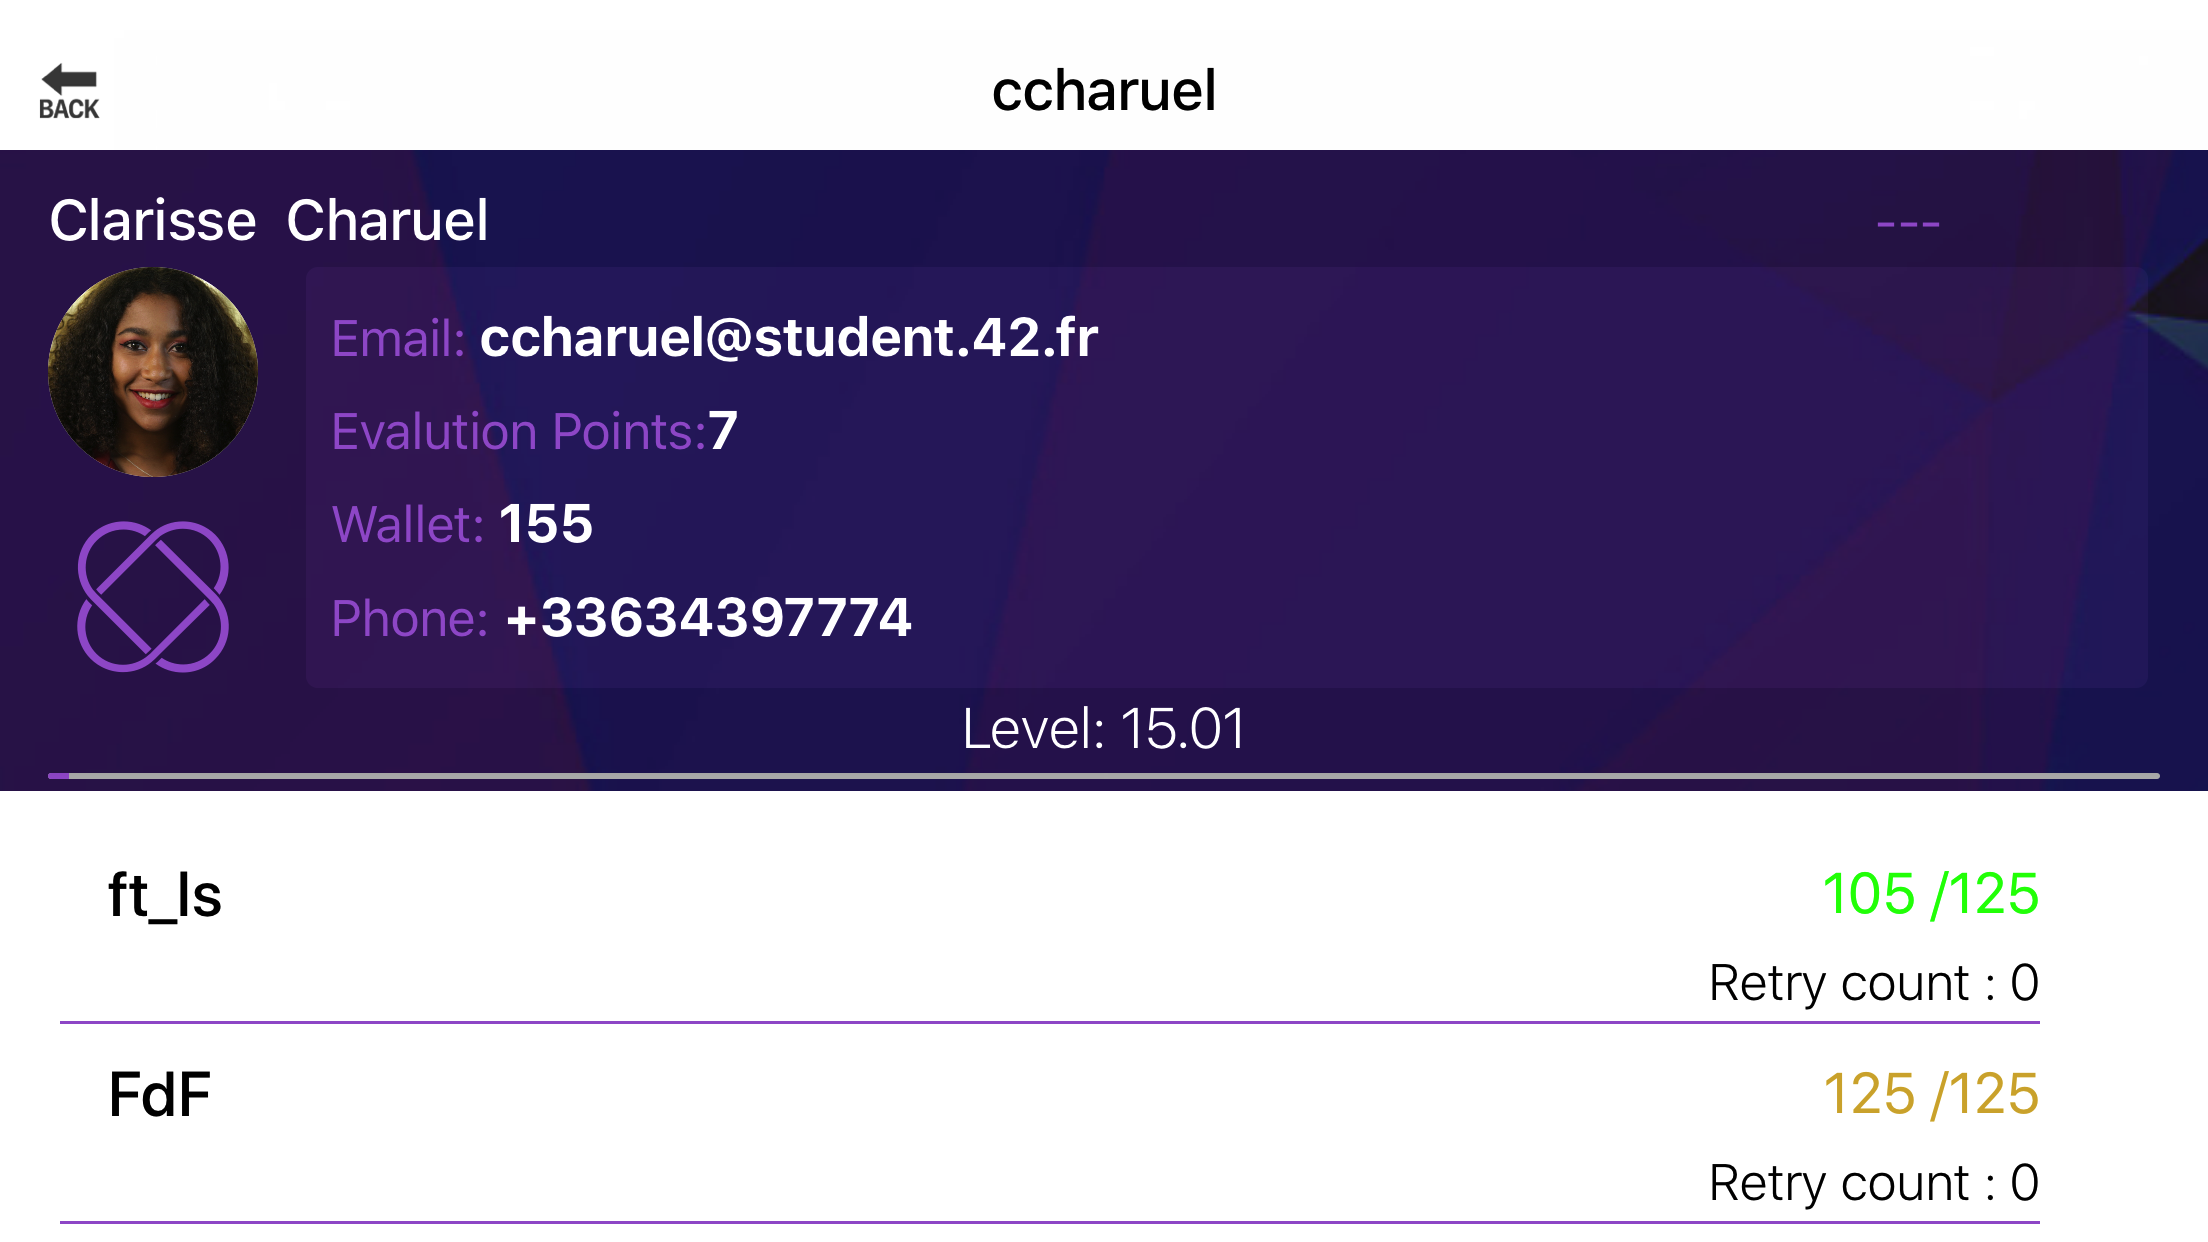 BACK
ccharuel
Clarisse Charuel
---
Email: ccharuel@student.42.fr
Evalution Points:7
Wallet: 155
Phone: +33634397774
Level: 15.01
ft_ls
105 /125
Retry count : 0
FdF
125 /125
Retry count : 0